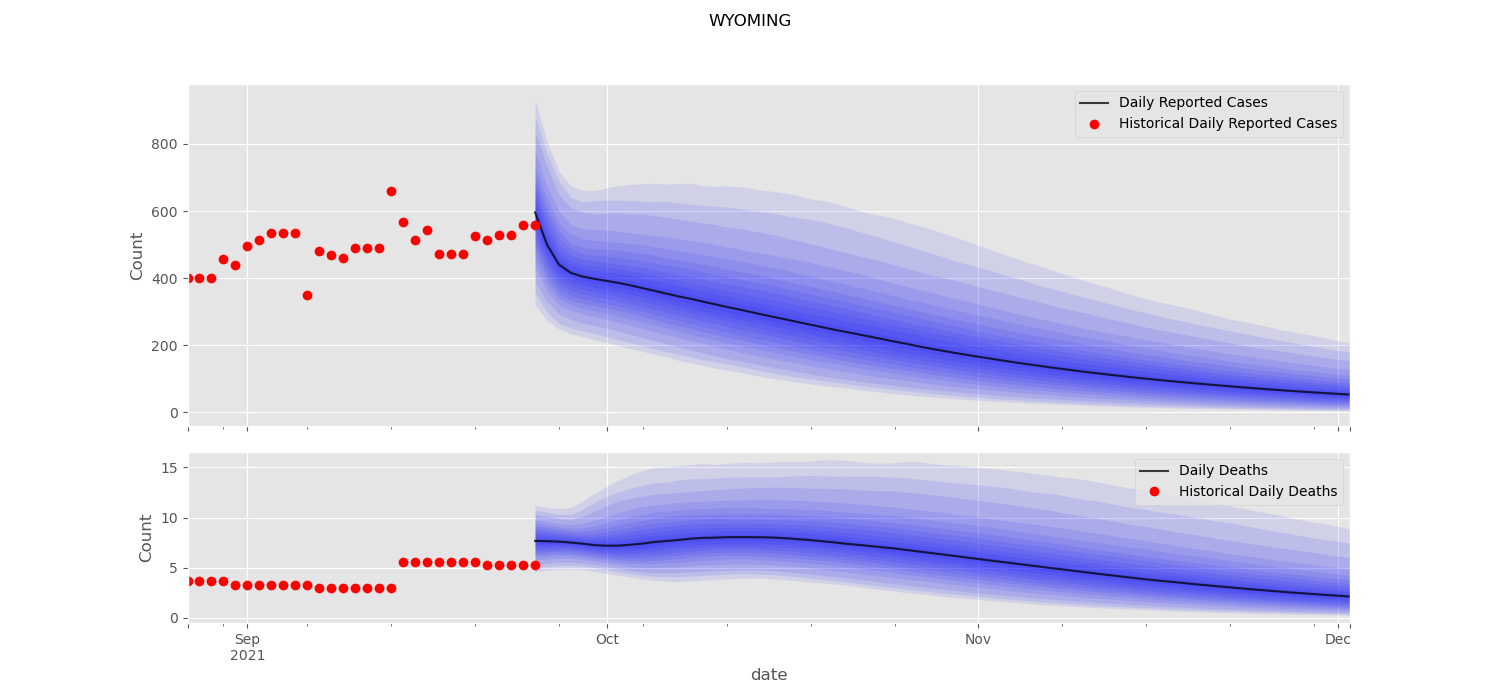 WYOMING
Daily Reported Cases
Historical Daily Reported Cases
Count
800
600
400
200
0
Daily Deaths
Historical Daily Deaths
Count
15
10
5
0
Sep Oct Nov Dec
2021
date